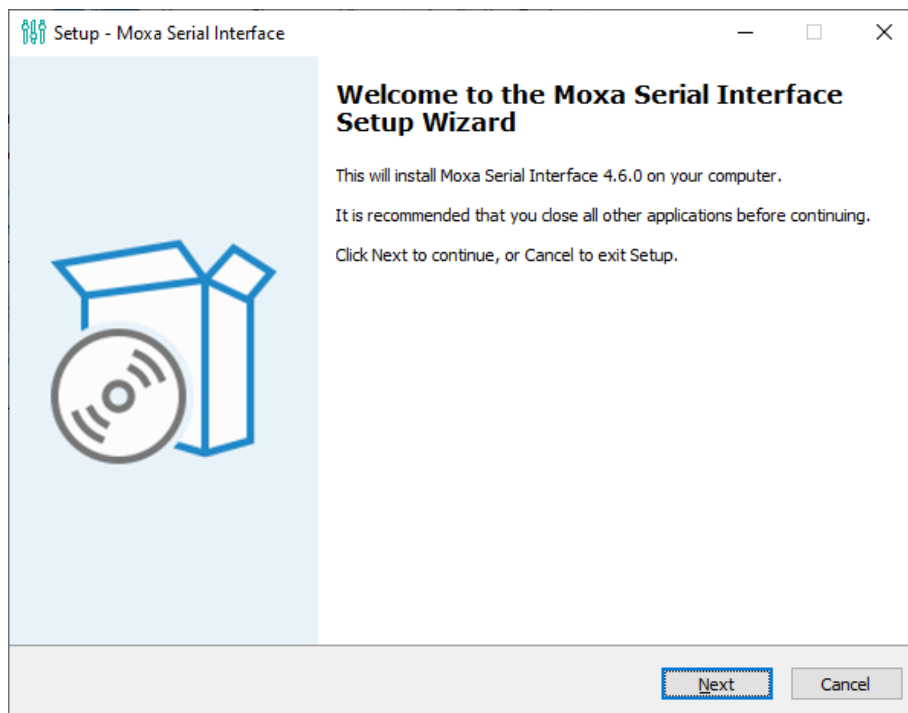 Setup - Moxa Serial Interface
Welcome to the Moxa Serial Interface
Setup Wizard
This will install Moxa Serial Interface 4.6.0 on your computer.
It is recommended that you close all other applications before continuing.
Click Next to continue, or Cancel to exit Setup.
Next
Cancel